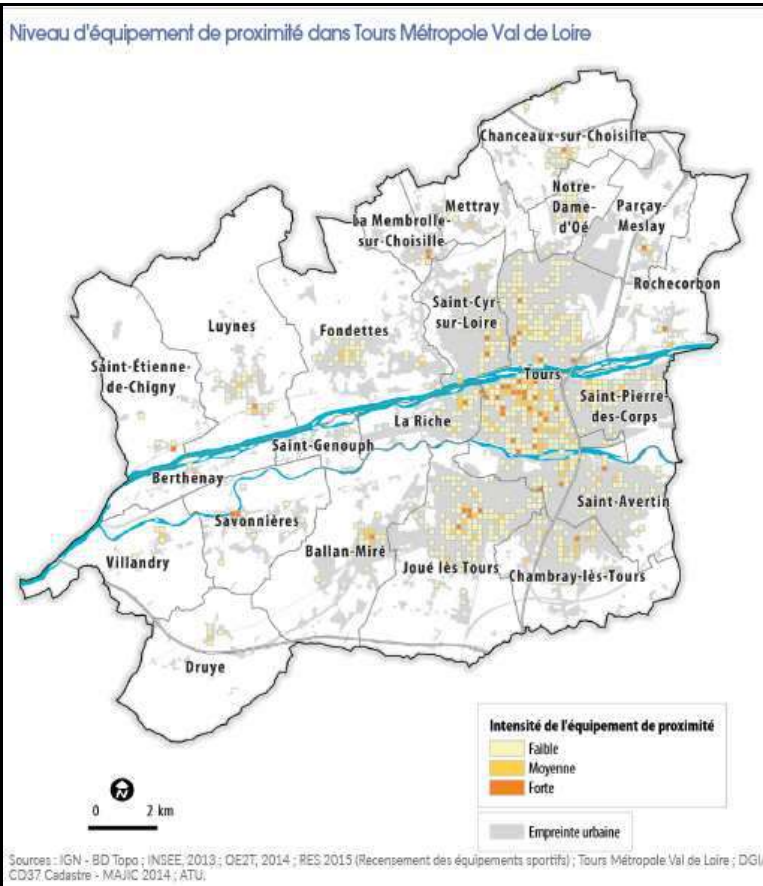 Niveau d'équipement de proximité dans Tours Métropole Val de Loire
Chanceaux-sur-Choisille
Notre-
Dame-
d'Oé
Mettray
Parçay-
Meslay
La Membrolle-
sur-Choisille
Rochecorbon
Saint-Cyr-
sur-Loire
Luynes
Fondettes
Saint-Étienne-
de-Chigny
Tours
Saint-Pierre-
des-Corps
La Riche
Saint-Genouph
Berthenay
Saint-Avertin
Savonnières
Ballan-Miré
Villandry
Joué lès Tours
Chambray-lès-Tours
Druye
Intensité de l'équipement de proximité
Faible
Moyenne
Forte
Empreinte urbaine
N
0 2 km
Sources : IGN - BD Topo ; INSEE, 2013 ; OE2T, 2014 ; RES 2015 (Recensement des équipements sportifs) ; Tours Métropole Val de Loire ;
CD37 Cadastre - MAJIC 2014 ; ATU.